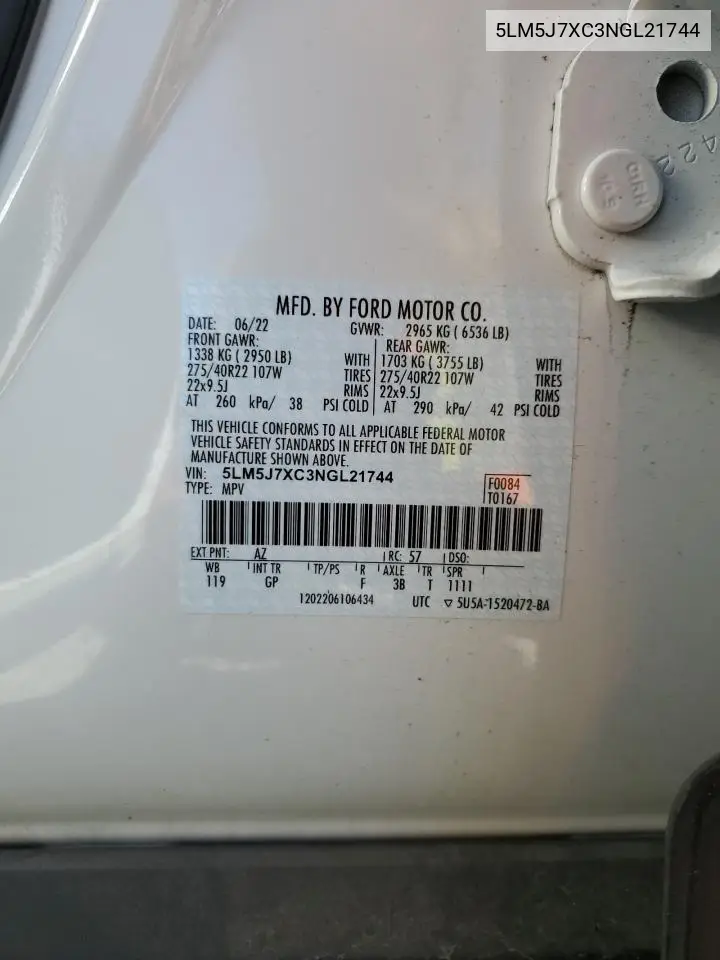 5LM5J7XC3NGL21744
422
MFD. BY FORD MOTOR CO.
DATE: 06/22 GVWR: 2965 KG ( 6536 LB)
FRONT GAWR: REAR GAWR:
1338 KG ( 2950 LB) WITH 1703 KG ( 3755 LB) WITH
275/40R22 107W TIRES 275/40R22 107W TIRES
22x9.5J RIMS 22x9.5J RIMS
AT 260 kPa/ 38 PSI COLD AT 290 kPa/ 42 PSI COLD
THIS VEHICLE CONFORMS TO ALL APPLICABLE FEDERAL MOTOR
VEHICLE SAFETY STANDARDS IN EFFECT ON THE DATE OF
MANUFACTURE SHOWN ABOVE.
VIN: 5LM5J7XC3NGL21744 F0084
TYPE: MPV T0167
EXT PNT: AZ RC: 57 DSO:
WB INT TR TP/PS R AXLE TR SPR
119 GP F 3B T 1111
1202206106434 UTC ▽ 5U5A-1520472-BA